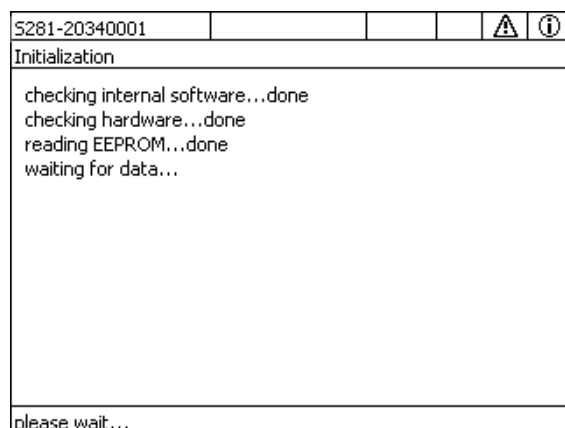 S281-20340001
Initialization
checking internal software...done
checking hardware...done
reading EEPROM...done
waiting for data...
please wait...